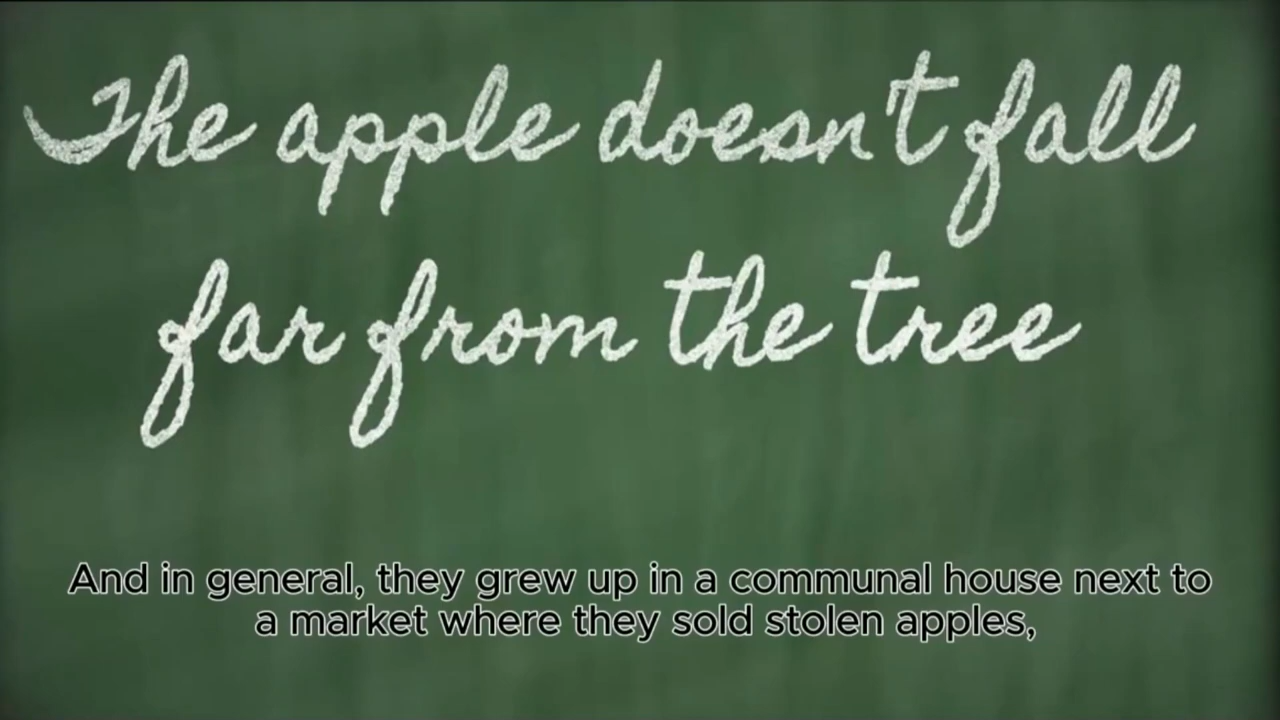 The apple doesn't fall
far from the tree
And in general, they grew up in a communal house next to
a market where they sold stolen apples,